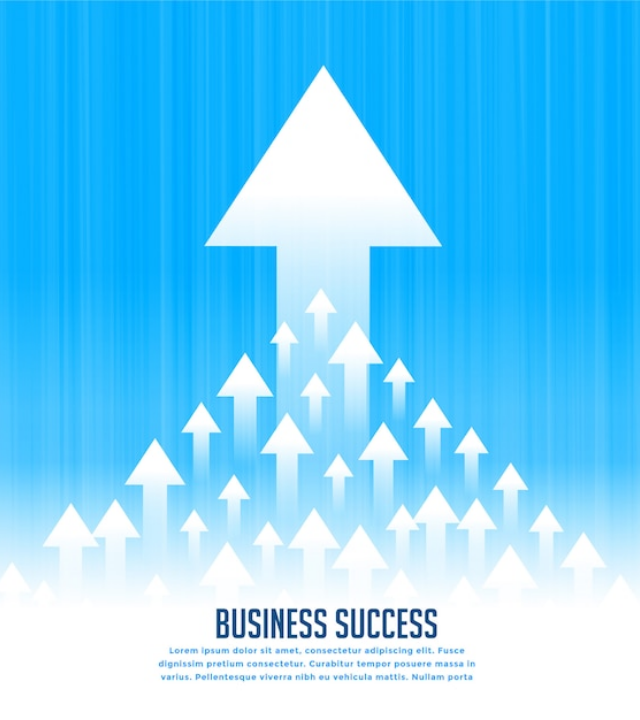 BUSINESS SUCCESS
Lorem ipsum dolor sit amet, consectetur adipiscing elit. Fusce
dignissim pretium consectetur. Curabitur tempor posuere massa in
varius. Pellentesque viverra nibh eu vehicula mattis. Nullam porta